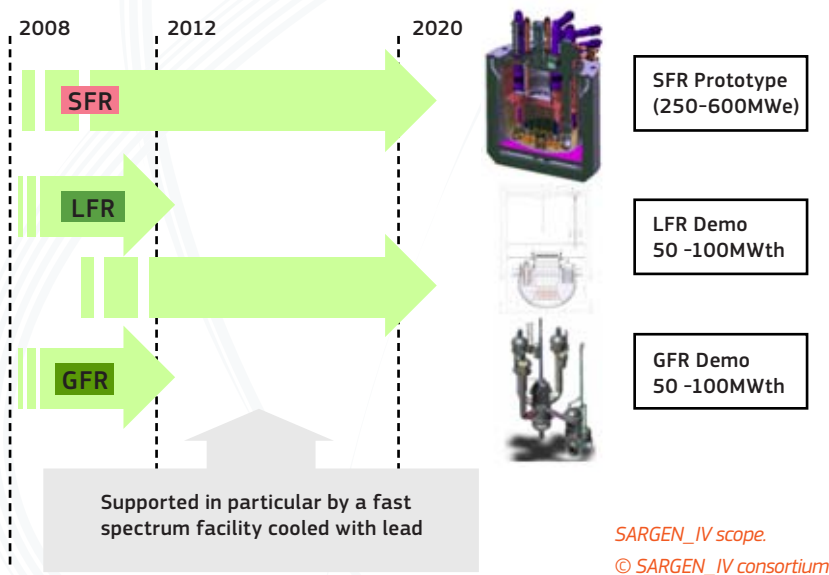 2008
2012
2020
SFR
SFR Prototype
(250-600MWe)
LFR
LFR Demo
50 -100MWth
GFR
GFR Demo
50 -100MWth
Supported in particular by a fast
spectrum facility cooled with lead
SARGEN_IV scope.
© SARGEN_IV consortium